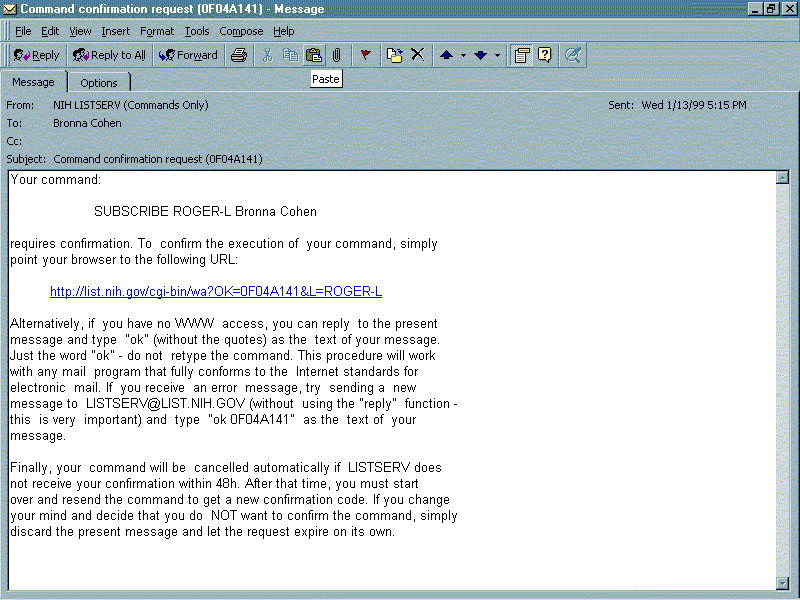 Command confirmation request (0F04A141) - Message
File Edit View Insert Format Tools Compose Help
Reply Reply to All Forward
Paste
Message Options
From: NIH LISTSERV (Commands Only) Sent: Wed 1/13/99 5:15 PM
To: Bronna Cohen
Cc:
Subject: Command confirmation request (0F04A141)
Your command:
SUBSCRIBE ROGER-L Bronna Cohen
requires confirmation. To confirm the execution of your command, simply
point your browser to the following URL:
http://list.nih.gov/cgi-bin/wa?OK=0F04A141&L=ROGER-L
Alternatively, if you have no WWW access, you can reply to the present
message and type "ok" (without the quotes) as the text of your message.
Just the word "ok" - do not retype the command. This procedure will work
with any mail program that fully conforms to the Internet standards for
electronic mail. If you receive an error message, try sending a new
message to LISTSERV@LIST.NIH.GOV (without using the "reply" function -
this is very important) and type "ok 0F04A141" as the text of your
message.
Finally, your command will be cancelled automatically if LISTSERV does
not receive your confirmation within 48h. After that time, you must start
over and resend the command to get a new confirmation code. If you change
your mind and decide that you do NOT want to confirm the command, simply
discard the present message and let the request expire on its own.